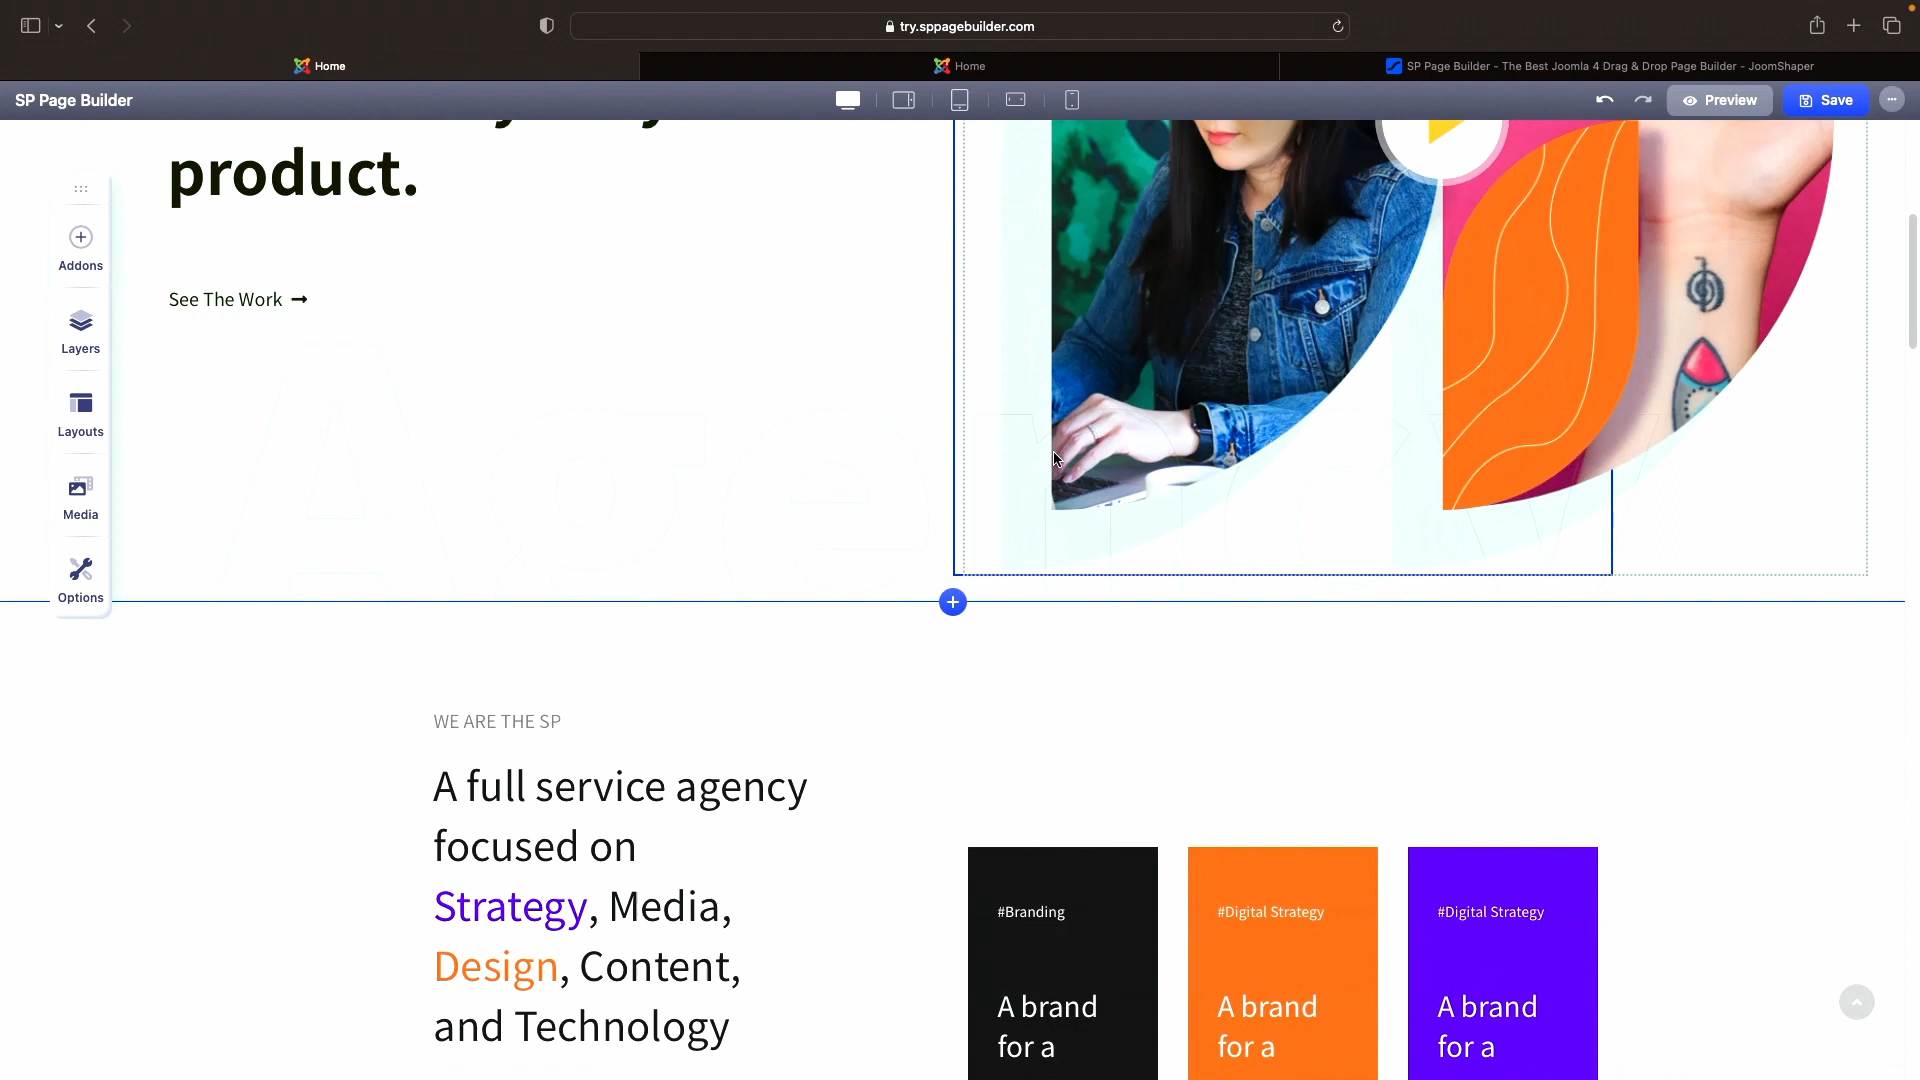 try.sppagebuilder.com
Home
Home
SP Page Builder - The Best Joomla 4 Drag & Drop Page Builder - JoomShaper
SP Page Builder
Preview
Save
product.
Addons
See The Work
Layers
Layouts
Media
Options
WE ARE THE SP
A full service agency
focused on
Strategy, Media,
Design, Content,
and Technology
#Branding
A brand
for a
#Digital Strategy
A brand
for a
#Digital Strategy
A brand
for a